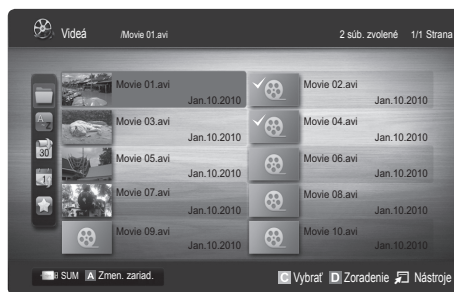 Videá /Movie 01.avi 2 súb. zvolené 1/1 Strana
Movie 01.avi Movie 02.avi
Jan.10.2010 Jan.10.2010
Movie 03.avi Movie 04.avi
Jan.10.2010 Jan.10.2010
Movie 05.avi Movie 06.avi
Jan.10.2010 Jan.10.2010
Movie 07.avi Movie 08.avi
Jan.10.2010 Jan.10.2010
Movie 09.avi Movie 10.avi
Jan.10.2010 Jan.10.2010
A Z
30
1
SUM A Zmen. zariad. C Vybrať D Zoradenie Nástroje